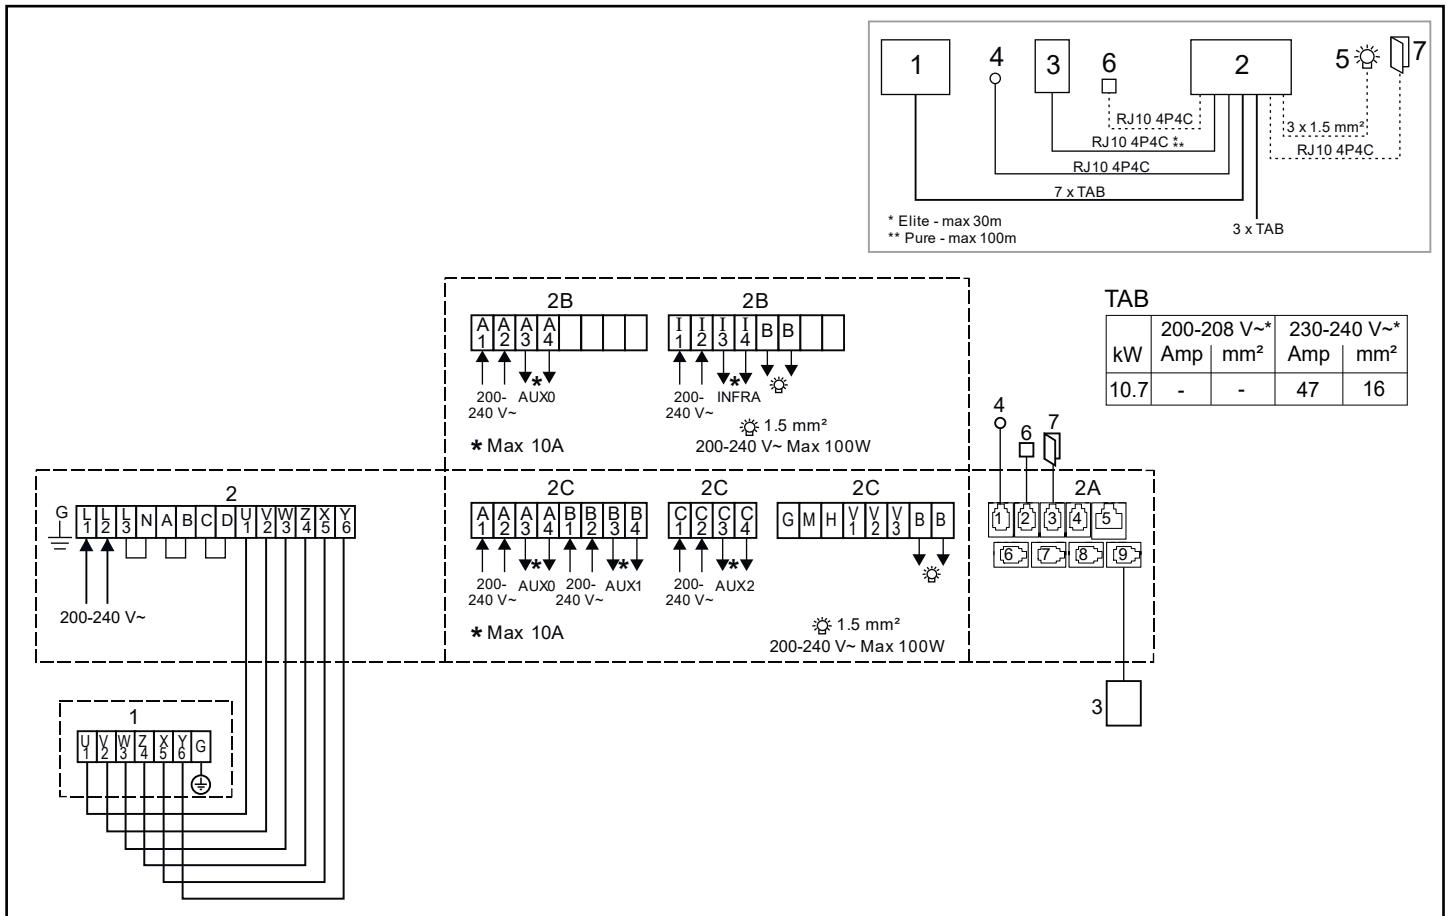 1 4 3 6 2 5 7
RJ10 4P4C
3 x 1.5 mm²
RJ10 4P4C *
**
RJ10 4P4C
RJ10 4P4C
7 x TAB
3 x TAB
* Elite - max 30m
** Pure - max 100m
TAB
200-208 V~* 230-240 V~*
kW Amp mm² Amp mm²
10.7 - - 47 16
2B
A1 A2 A3 A4
*
200-240 V~ AUX0
* Max 10A
2B
I1 I2 I3 I4 B B
*
200-240 V~ INFRA
1.5 mm²
200-240 V~ Max 100W
2
G L1 L2 L3 N A B C D U1 V2 W3 Z4 X5 Y6
200-240 V~
2C
A1 A2 A3 A4 B1 B2 B3 B4
* *
200-240 V~ AUX0 200-240 V~ AUX1
* Max 10A
2C
C1 C2 C3 C4
*
200-240 V~ AUX2
2C
G M H V1 V2 V3 B B
1.5 mm²
200-240 V~ Max 100W
4 6 7
2A
1 2 3 4 5
6 7 8 9
3
1
U1 V2 W3 Z4 X5 Y6 G